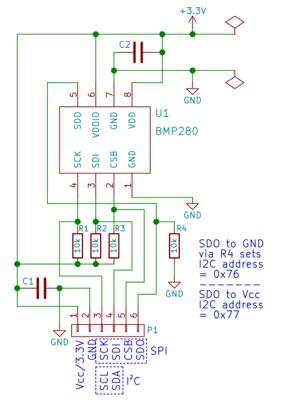 +3.3V
C2
GND
5 6 7 8
SDO VDDIO GND VDD
U1
BMP280
SCK SDI CSB GND
4 3 2 1
GND
R1 R2 R3 R4
10k 10k 10k 10k
SDO to GND
via R4 sets
I2C address
= 0x76
--------
SDO to Vcc
I2C address
= 0x77
C1
GND
GND
1 2 3 4 5 6
P1
Vcc/3.3V GND SCK SDI CSB SDO
SPI
SCL SDA
I²C